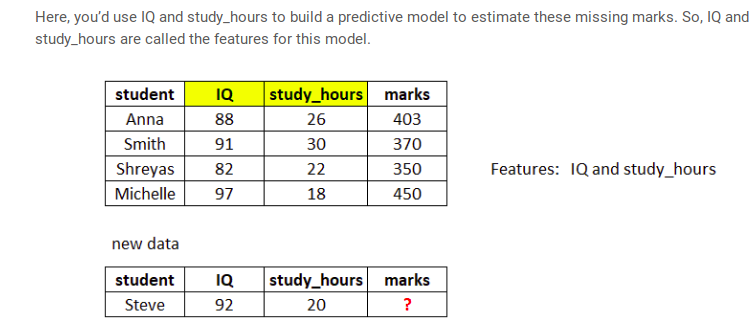 Here, you’d use IQ and study_hours to build a predictive model to estimate these missing marks. So, IQ and
study_hours are called the features for this model.
student IQ study_hours marks
Anna 88 26 403
Smith 91 30 370
Shreyas 82 22 350
Michelle 97 18 450
Features: IQ and study_hours
new data
student IQ study_hours marks
Steve 92 20 ?